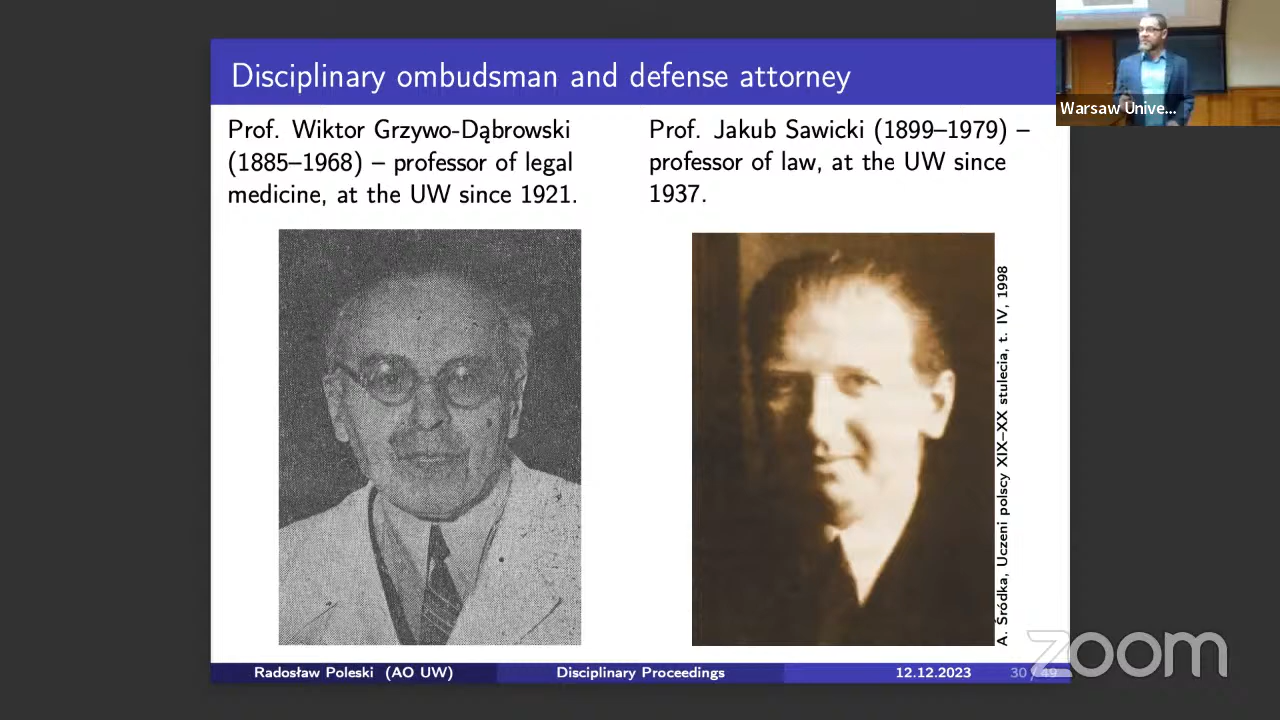 Disciplinary ombudsman and defense attorney
Prof. Wiktor Grzywo-Dąbrowski
(1885–1968) – professor of legal
medicine, at the UW since 1921.
Prof. Jakub Sawicki (1899–1979) –
professor of law, at the UW since
1937.
A. Śródka, Uczeni polscy XIX–XX stulecia, t. IV, 1998
Radosław Poleski (AO UW)
Disciplinary Proceedings
12.12.2023
30 / 49
Warsaw Unive...
zoom